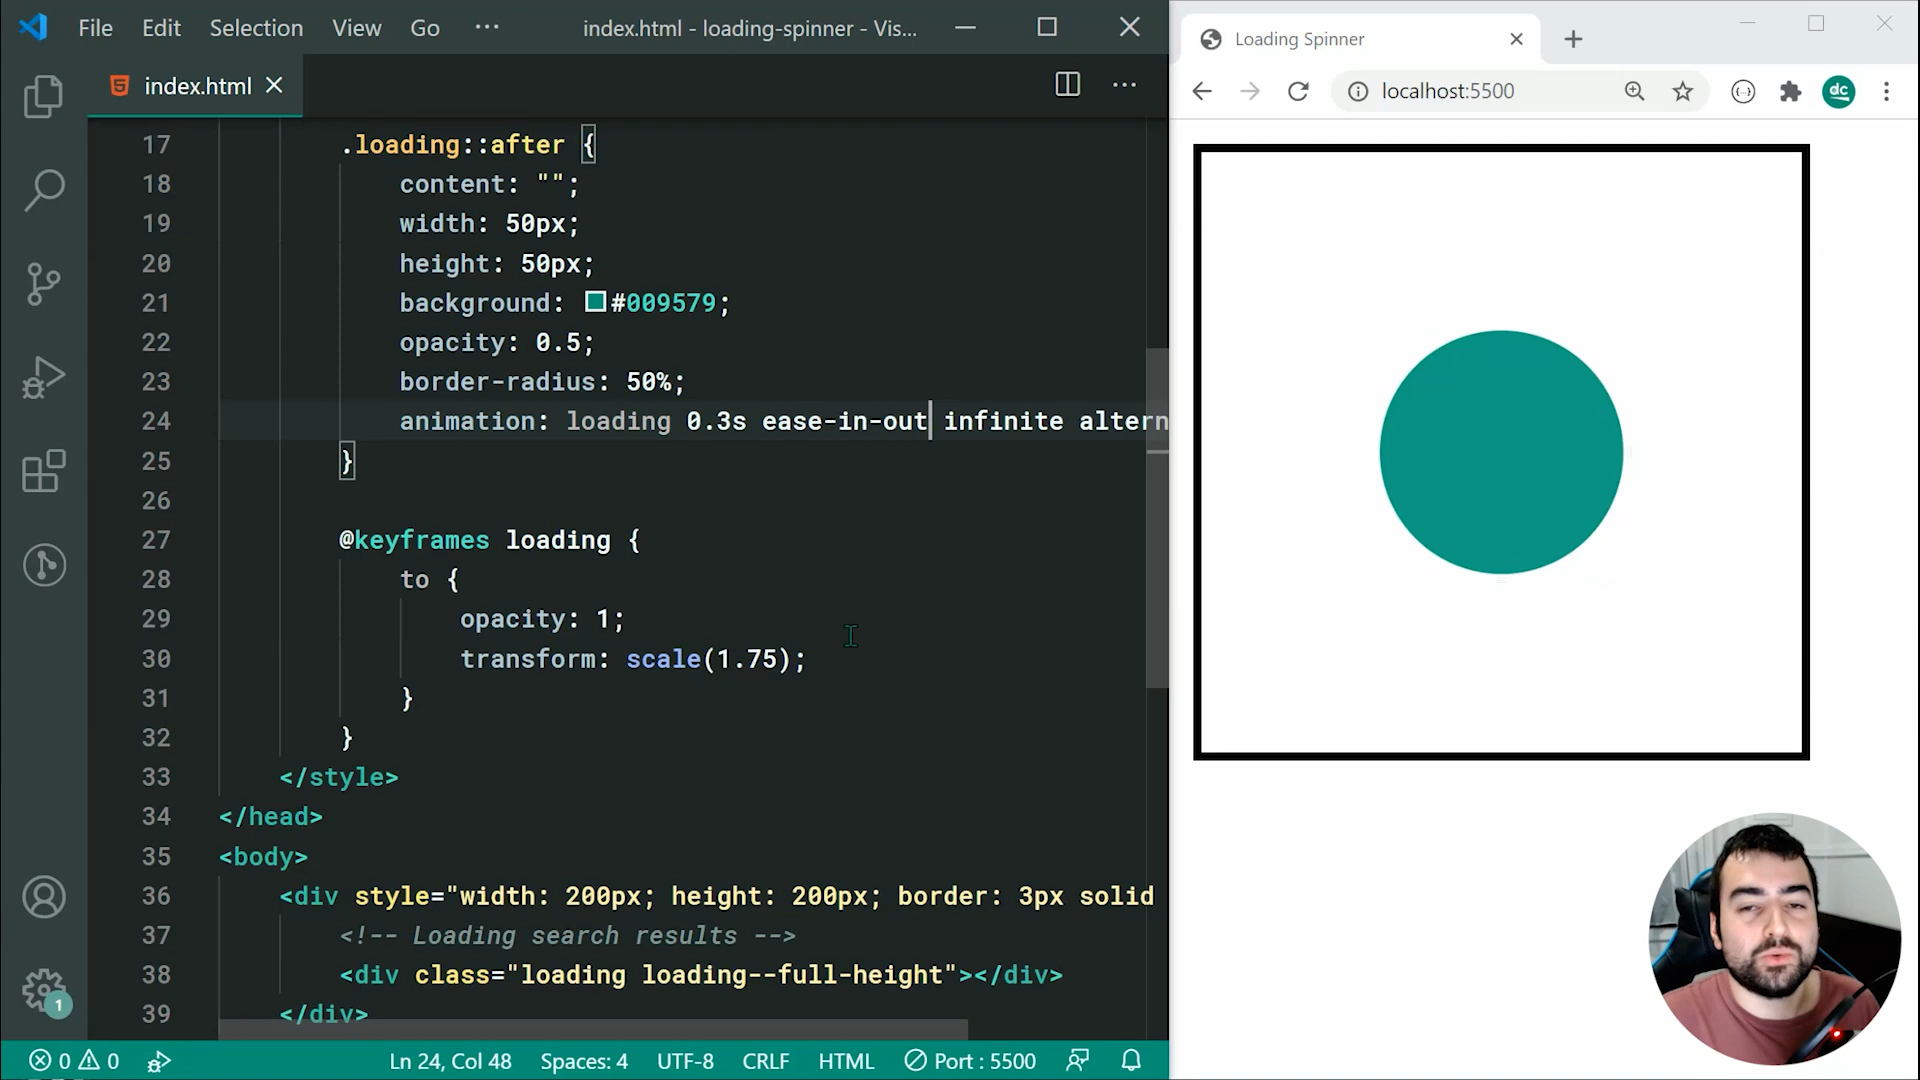 File Edit Selection View Go ··· index.html - loading-spinner - Vis...
index.html
17 .loading::after {
18 content: "";
19 width: 50px;
20 height: 50px;
21 background: #009579;
22 opacity: 0.5;
23 border-radius: 50%;
24 animation: loading 0.3s ease-in-out infinite altern
25 }
26
27 @keyframes loading {
28 to {
29 opacity: 1;
30 transform: scale(1.75);
31 }
32 }
33 </style>
34 </head>
35 <body>
36 <div style="width: 200px; height: 200px; border: 3px solid
37 <!-- Loading search results -->
38 <div class="loading loading--full-height"></div>
39 </div>
1
0 0 Ln 24, Col 48 Spaces: 4 UTF-8 CRLF HTML Port : 5500
Loading Spinner
localhost:5500
dc